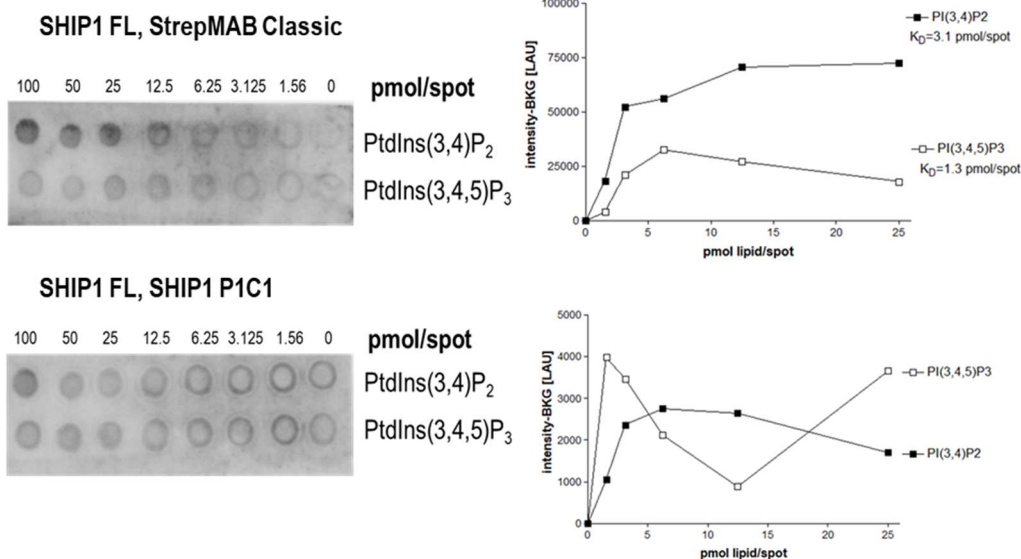 SHIP1 FL, StrepMAB Classic
100 50 25 12.5 6.25 3.125 1.56 0 pmol/spot
PtdIns(3,4)P2
PtdIns(3,4,5)P3
100000
75000
50000
25000
0
intensity-BKG [LAU]
0 5 10 15 20 25
pmol lipid/spot
PI(3,4)P2
KD=3.1 pmol/spot
PI(3,4,5)P3
KD=1.3 pmol/spot
SHIP1 FL, SHIP1 P1C1
100 50 25 12.5 6.25 3.125 1.56 0 pmol/spot
PtdIns(3,4)P2
PtdIns(3,4,5)P3
5000
4000
3000
2000
1000
0
intensity-BKG [LAU]
0 5 10 15 20 25
pmol lipid/spot
PI(3,4,5)P3
PI(3,4)P2